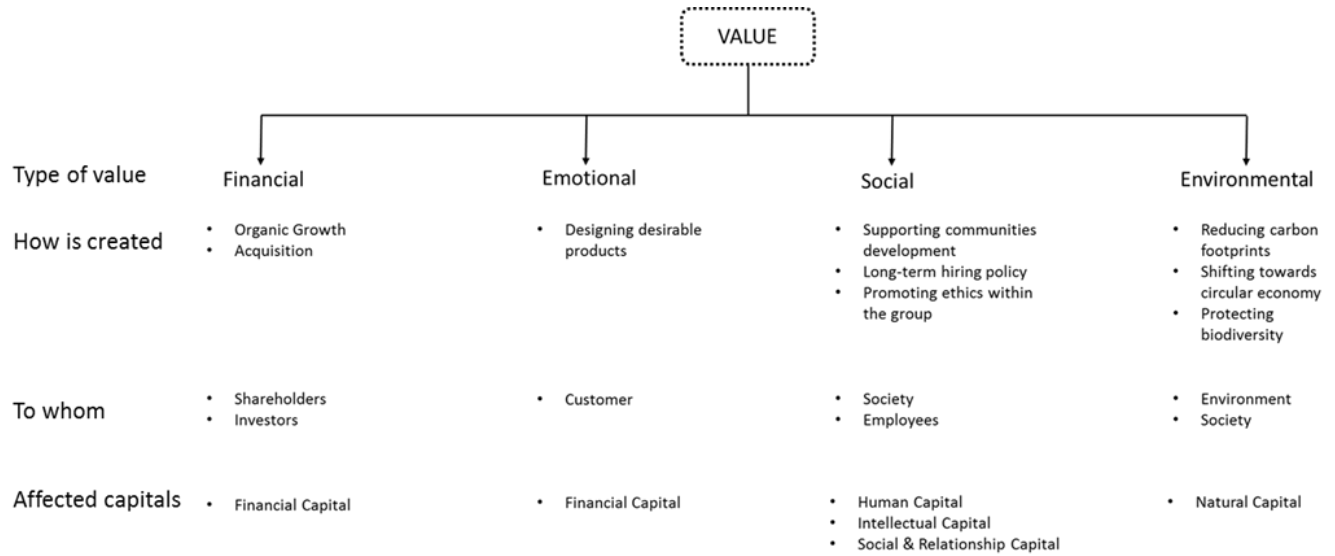 VALUE
Type of value
Financial
Emotional
Social
Environmental
How is created
• Organic Growth
• Acquisition
• Designing desirable
products
• Supporting communities
development
• Long-term hiring policy
• Promoting ethics within
the group
• Reducing carbon
footprints
• Shifting towards
circular economy
• Protecting
biodiversity
To whom
• Shareholders
• Investors
• Customer
• Society
• Employees
• Environment
• Society
Affected capitals
• Financial Capital
• Financial Capital
• Human Capital
• Intellectual Capital
• Social & Relationship Capital
• Natural Capital